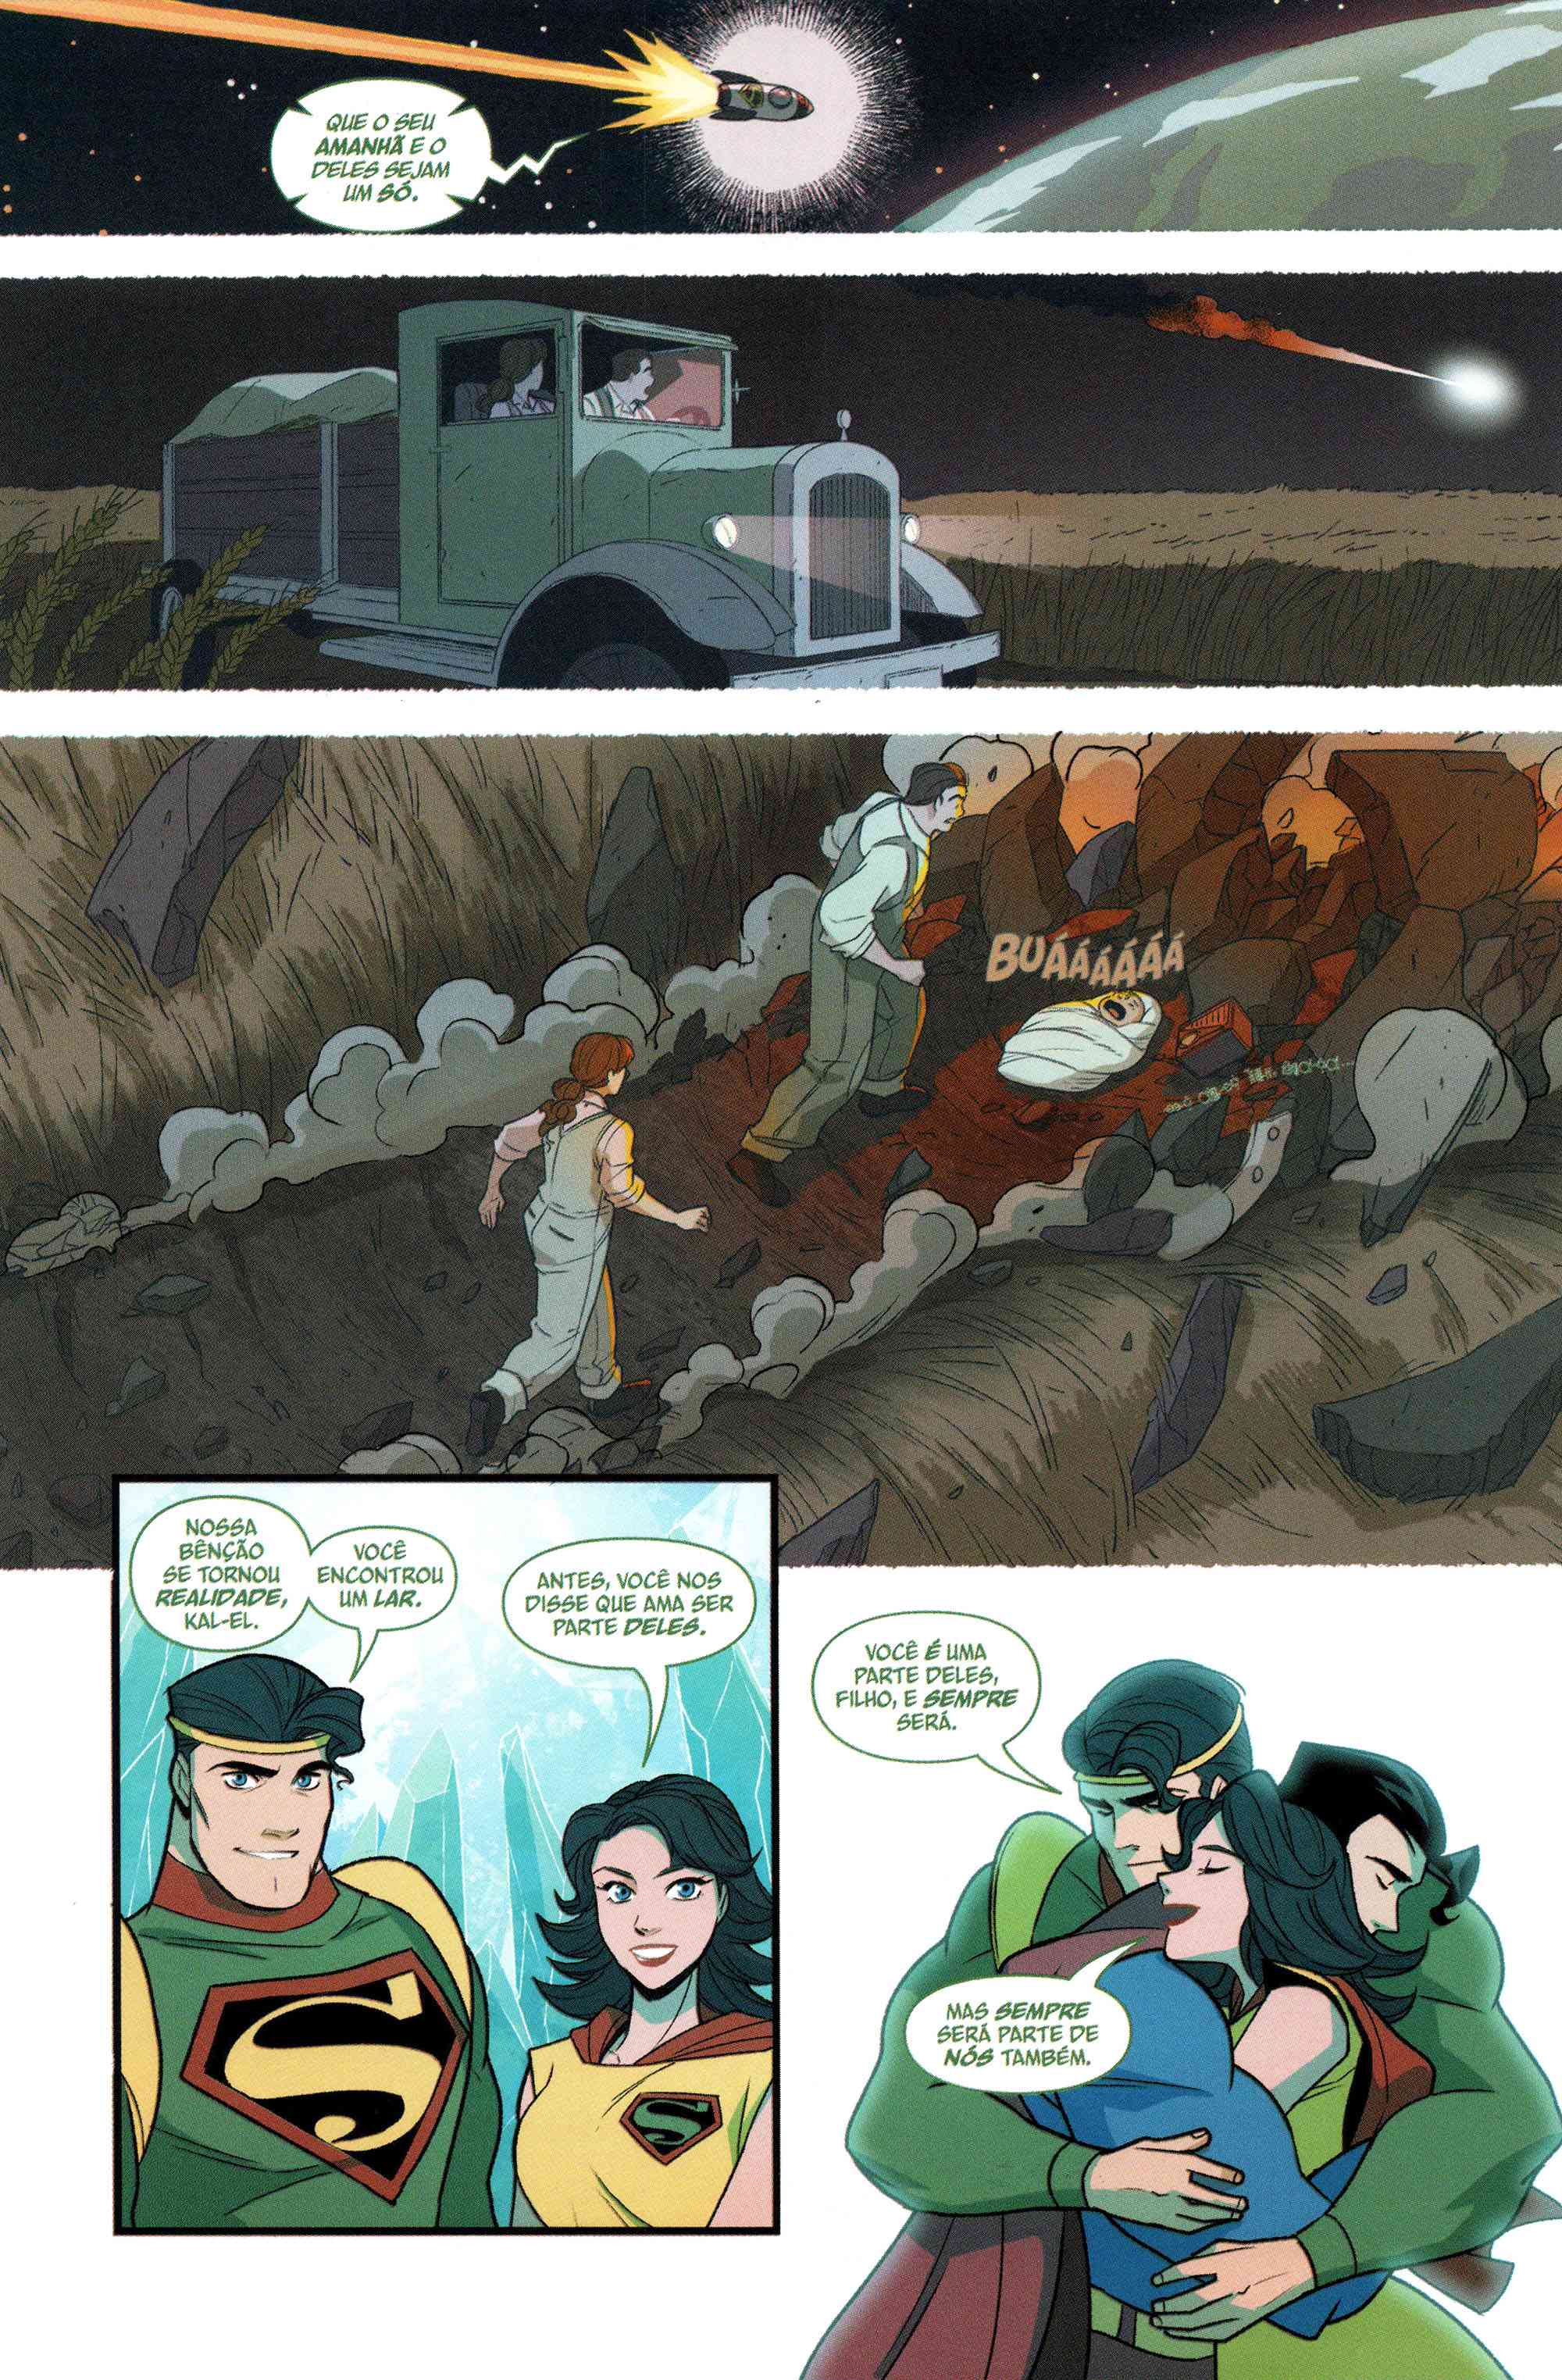 QUE O SEU
AMANHÃ E O
DELES SEJAM
UM SÓ.
BUÁÁÁÁÁÁ
NOSSA
BÊNÇÃO
SE TORNOU
REALIDADE,
KAL-EL.
VOCÊ
ENCONTROU
UM LAR.
ANTES, VOCÊ NOS
DISSE QUE AMA SER
PARTE DELES.
VOCÊ É UMA
PARTE DELES,
FILHO, E SEMPRE
SERÁ.
MAS SEMPRE
SERÁ PARTE DE
NÓS TAMBÉM.
S
S